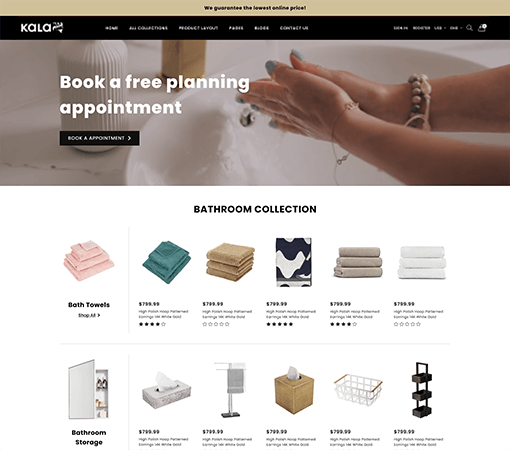 We guarantee the lowest online price!
KALA
HOME ALL COLLECTIONS PRODUCT LAYOUT PAGES BLOGS CONTACT US
SIGN IN REGISTER USD ENG
Book a free planning
appointment
BOOK A APPOINTMENT
BATHROOM COLLECTION
Bath Towels
Shop All
$799.99 $799.99 $799.99 $799.99 $799.99
High Polish Hoop Patterned High Polish Hoop Patterned High Polish Hoop Patterned High Polish Hoop Patterned High Polish Hoop Patterned
Earrings 14K White Gold Earrings 14K White Gold Earrings 14K White Gold Earrings 14K White Gold Earrings 14K White Gold
Bathroom
Storage
$799.99 $799.99 $799.99 $799.99 $799.99
High Polish Hoop Patterned High Polish Hoop Patterned High Polish Hoop Patterned High Polish Hoop Patterned High Polish Hoop Patterned
Earrings 14K White Gold Earrings 14K White Gold Earrings 14K White Gold Earrings 14K White Gold Earrings 14K White Gold